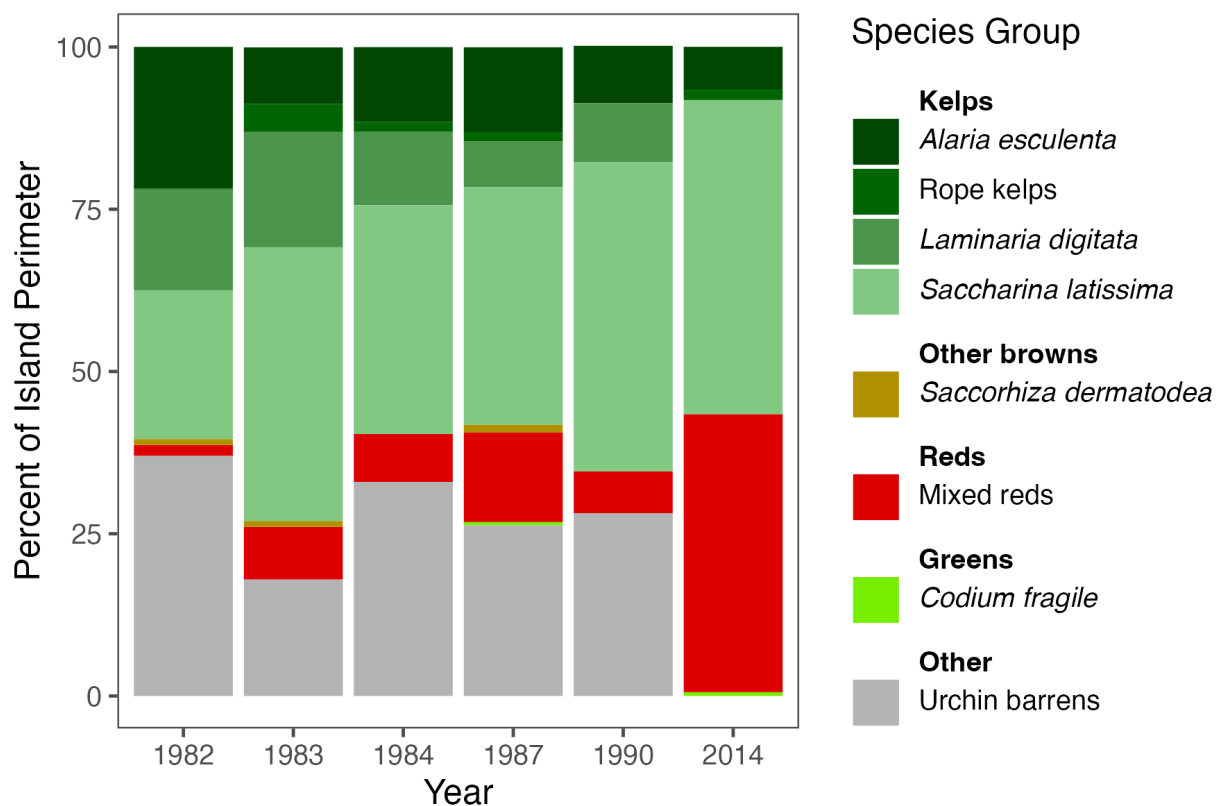 Percent of Island Perimeter
100
75
50
25
0
1982 1983 1984 1987 1990 2014
Year
Species Group
Kelps
Alaria esculenta
Rope kelps
Laminaria digitata
Saccharina latissima
Other browns
Saccorhiza dermatodea
Reds
Mixed reds
Greens
Codium fragile
Other
Urchin barrens